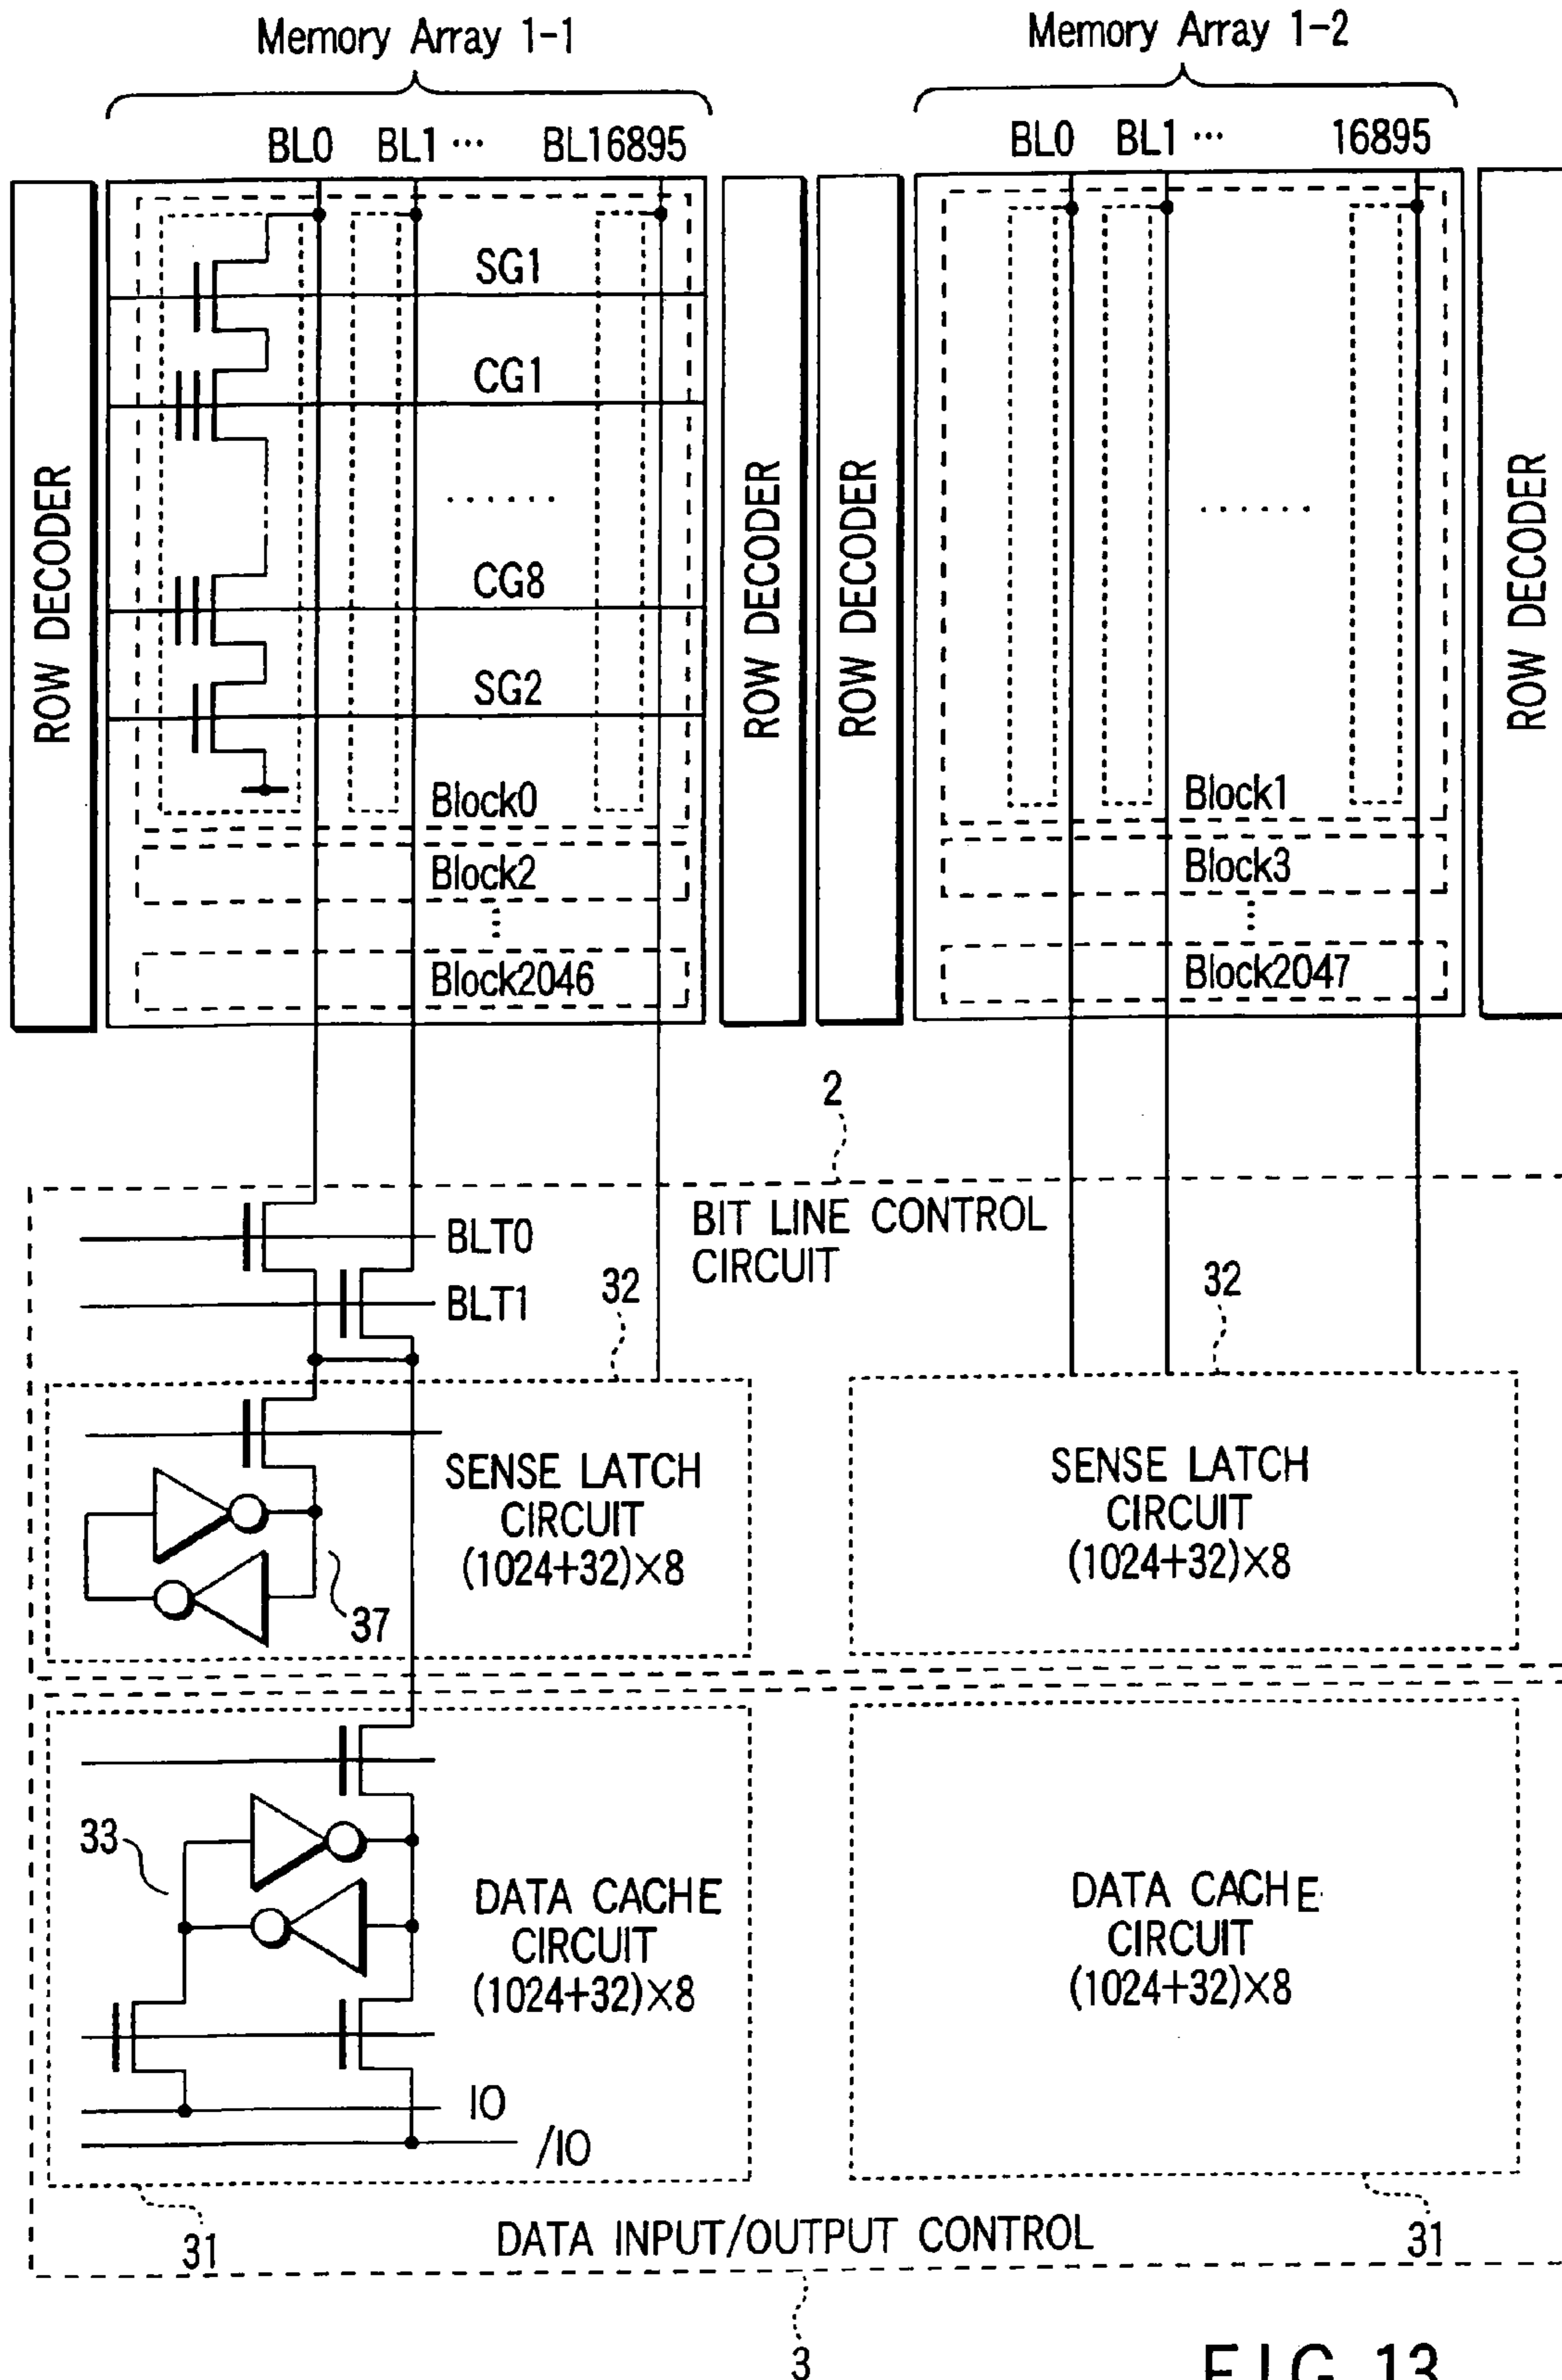 Memory Array 1-1
Memory Array 1-2
BL0 BL1 ··· BL16895
BL0 BL1 ··· 16895
ROW DECODER
SG1
CG1
······
CG8
SG2
Block0
Block2
Block2046
ROW DECODER
ROW DECODER
······
Block1
Block3
Block2047
ROW DECODER
2
BIT LINE CONTROL
CIRCUIT
BLT0
BLT1
32
32
SENSE LATCH
CIRCUIT
(1024+32)×8
37
SENSE LATCH
CIRCUIT
(1024+32)×8
33
DATA CACHE
CIRCUIT
(1024+32)×8
DATA CACHE
CIRCUIT
(1024+32)×8
IO
/IO
31
DATA INPUT/OUTPUT CONTROL
31
3
FIG. 13